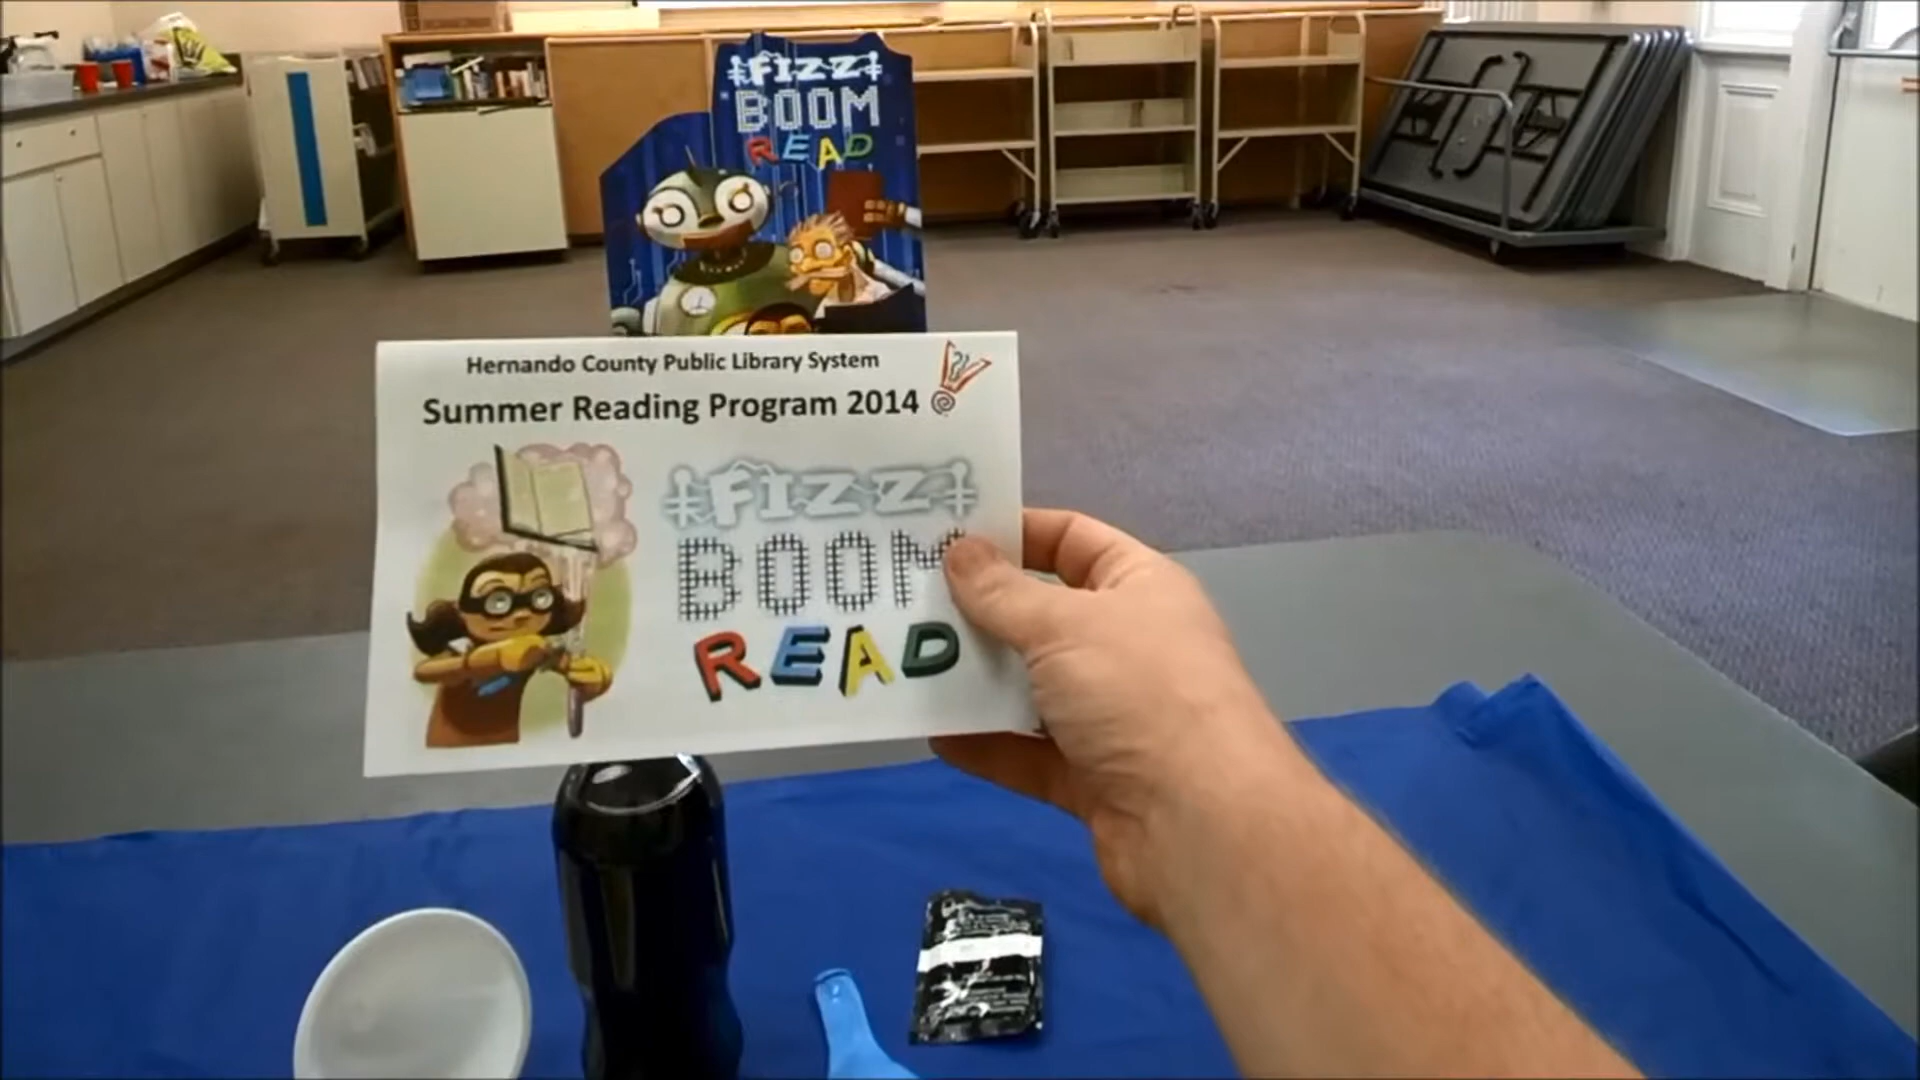 FIZZ
BOOM
READ
Hernando County Public Library System
Summer Reading Program 2014
FIZZ
BOOM
READ